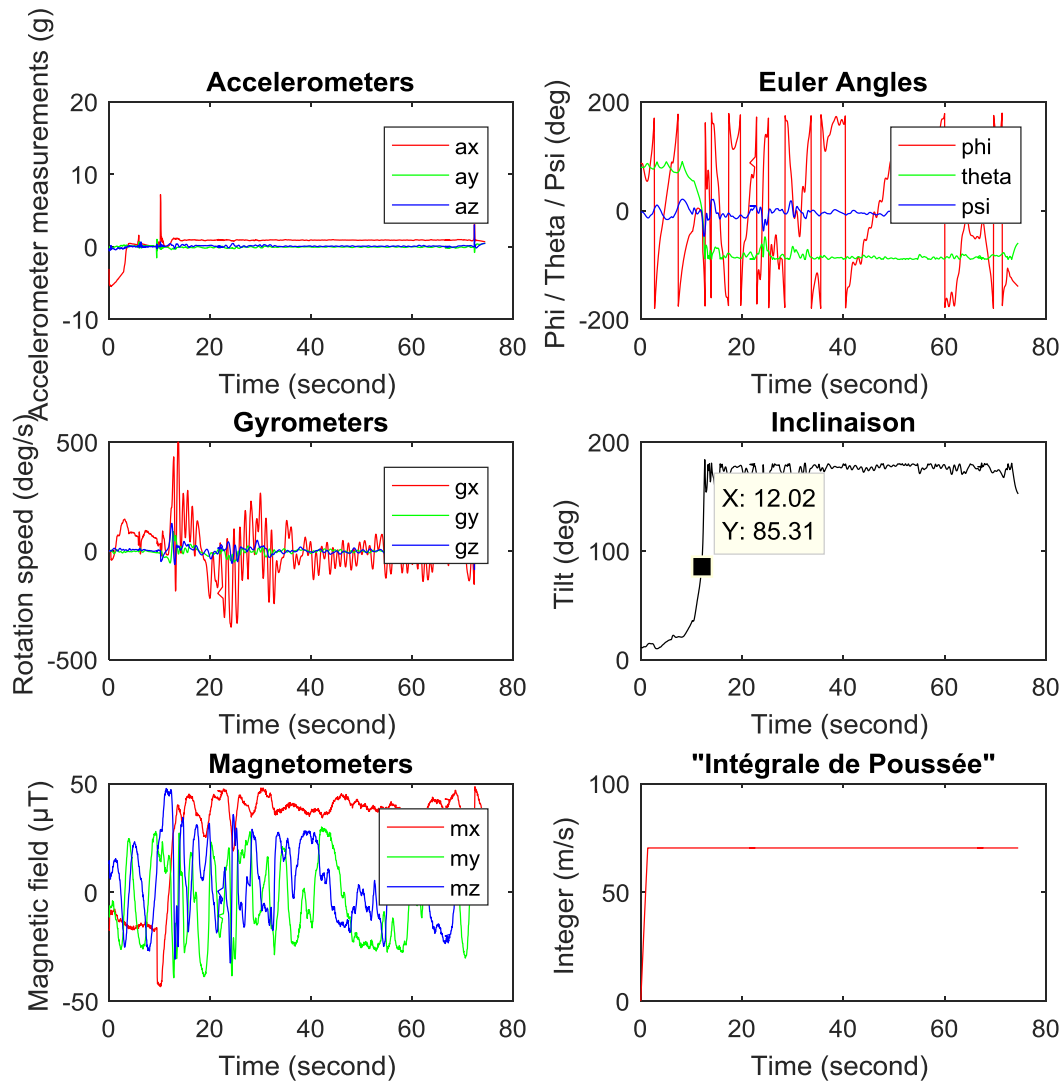 Accelerometers
Accelerometer measurements (g)
20
10
0
-10
ax
ay
az
0
20
40
60
80
Time (second)
Euler Angles
Phi / Theta / Psi (deg)
200
0
-200
phi
theta
psi
0
20
40
60
80
Time (second)
Gyrometers
Rotation speed (deg/s)
500
0
-500
gx
gy
gz
0
20
40
60
80
Time (second)
Inclinaison
Tilt (deg)
200
100
0
X: 12.02
Y: 85.31
0
20
40
60
80
Time (second)
Magnetometers
Magnetic field (µT)
50
0
-50
mx
my
mz
0
20
40
60
80
Time (second)
"Intégrale de Poussée"
Integer (m/s)
100
50
0
0
20
40
60
80
Time (second)